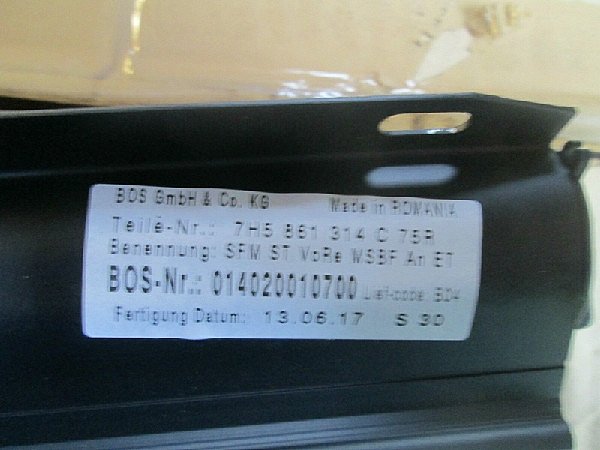 BOS GmbH & Co. KG Made in ROMANIA
Teile-Nr.: 7H5 861 314 C 75R
Benennung: SFM ST VoRe WSBF An ET
BOS-Nr.: 014020010700 Lief-code: BD4
Fertigung Datum: 13.06.17 S 30